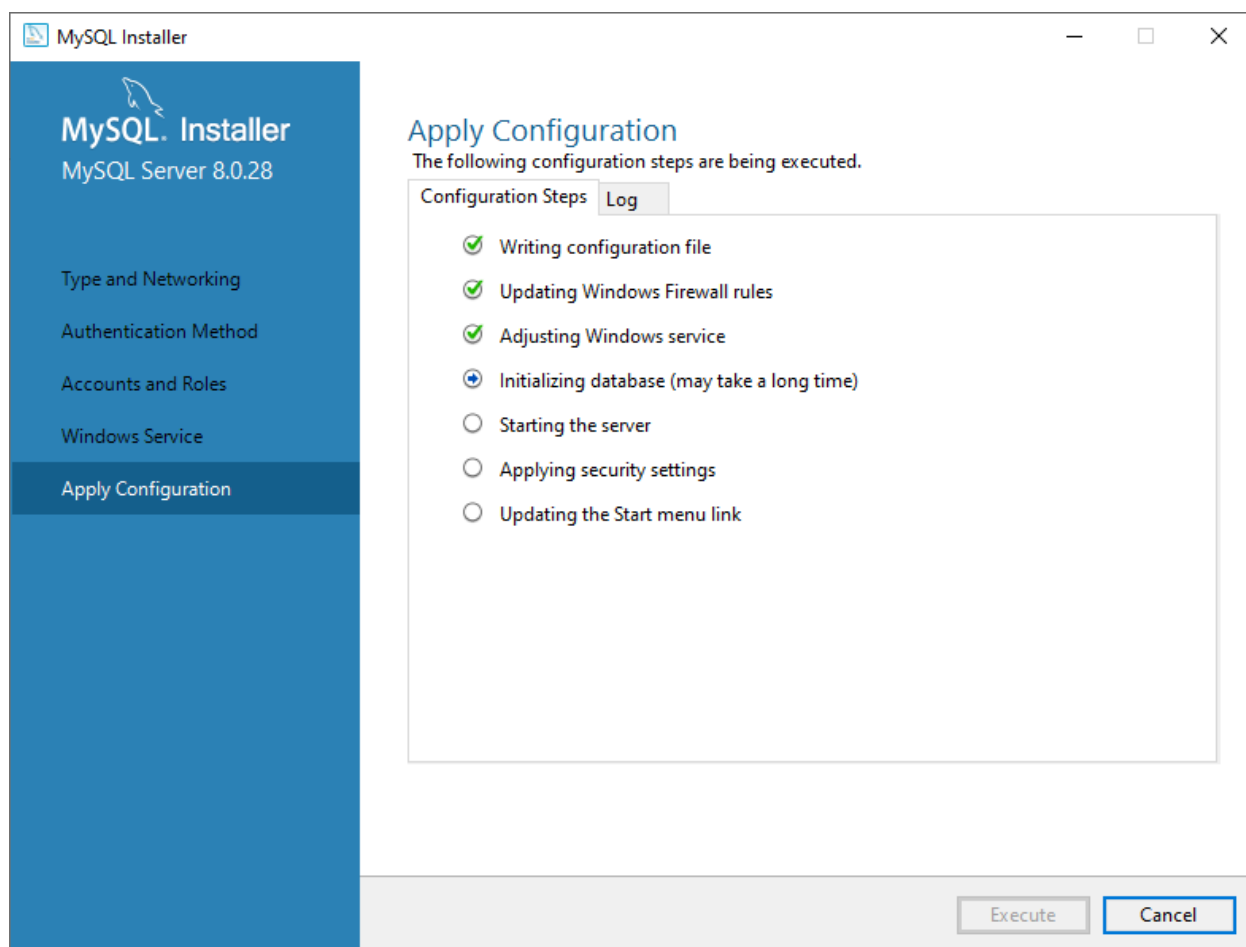 MySQL Installer
MySQL. Installer
MySQL Server 8.0.28
Type and Networking
Authentication Method
Accounts and Roles
Windows Service
Apply Configuration
Apply Configuration
The following configuration steps are being executed.
Configuration Steps Log
Writing configuration file
Updating Windows Firewall rules
Adjusting Windows service
Initializing database (may take a long time)
Starting the server
Applying security settings
Updating the Start menu link
Execute Cancel